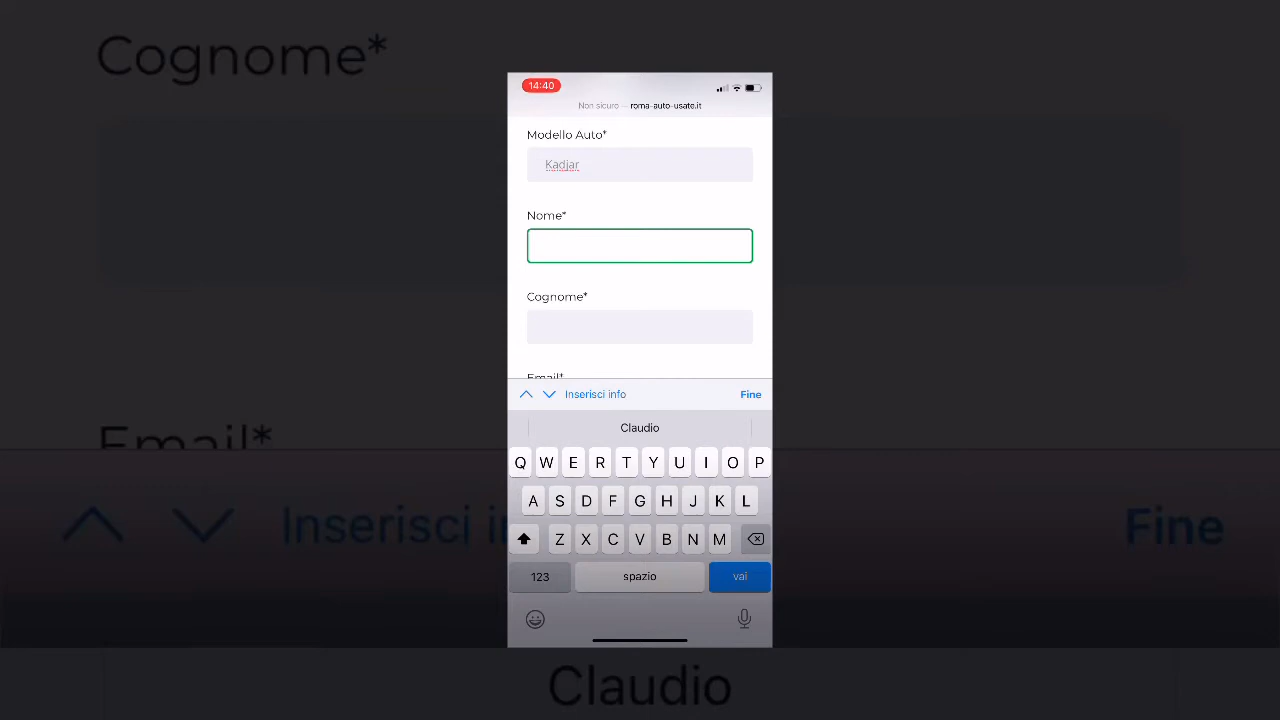 Cognome*
14:40
Non sicuro — roma-auto-usate.it
Modello Auto*
Kadjar
Nome*
Cognome*
Email*
Inserisci info
Fine
Claudio
Q W E R T Y U I O P
A S D F G H J K L
Z X C V B N M
123 spazio vai
Email*
Inserisci in
Fine
Claudio